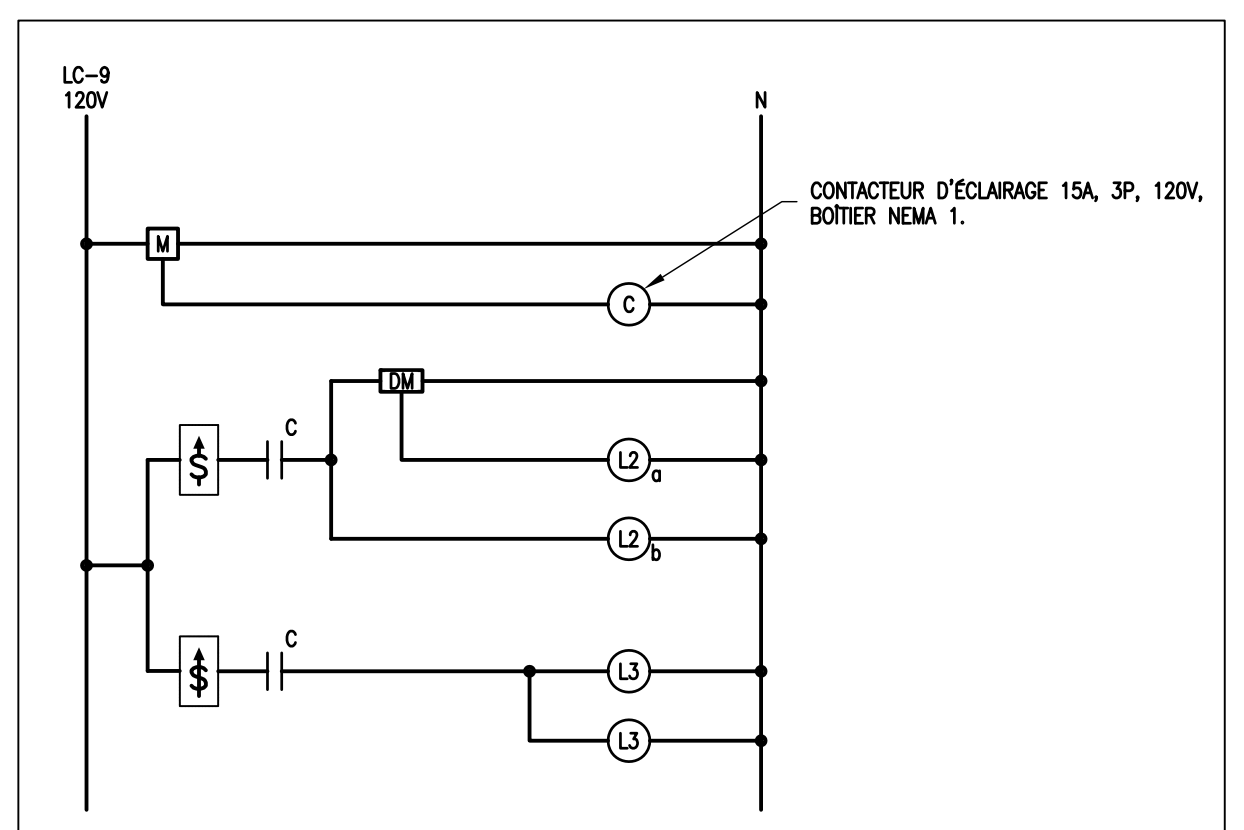 LC-9
120V
N
CONTACTEUR D'ÉCLAIRAGE 15A, 3P, 120V,
BOÎTIER NEMA 1.
M
C
DM
C
$
L2
a
L2
b
C
$
L3
L3